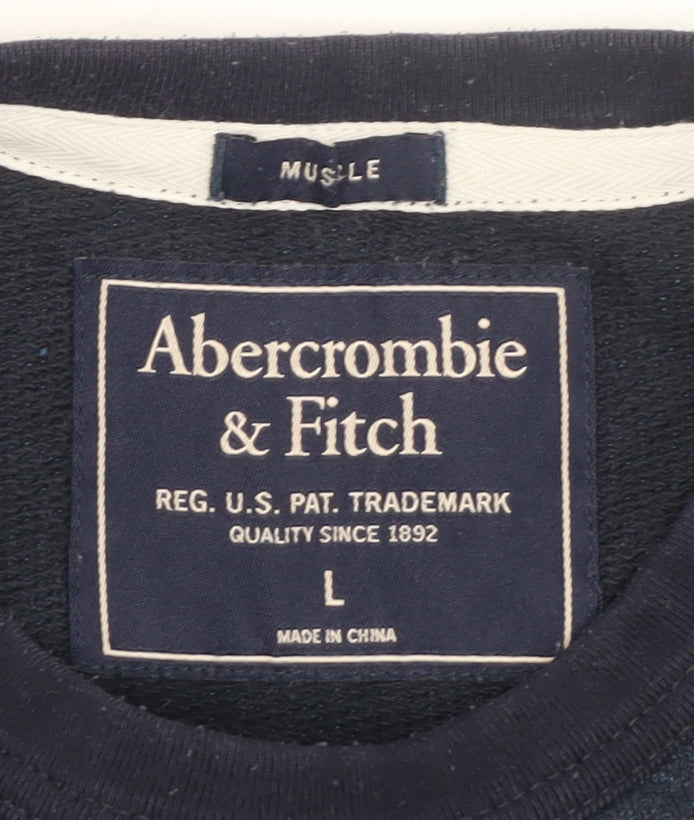 MUSCLE
Abercrombie
& Fitch
REG. U.S. PAT. TRADEMARK
QUALITY SINCE 1892
L
MADE IN CHINA